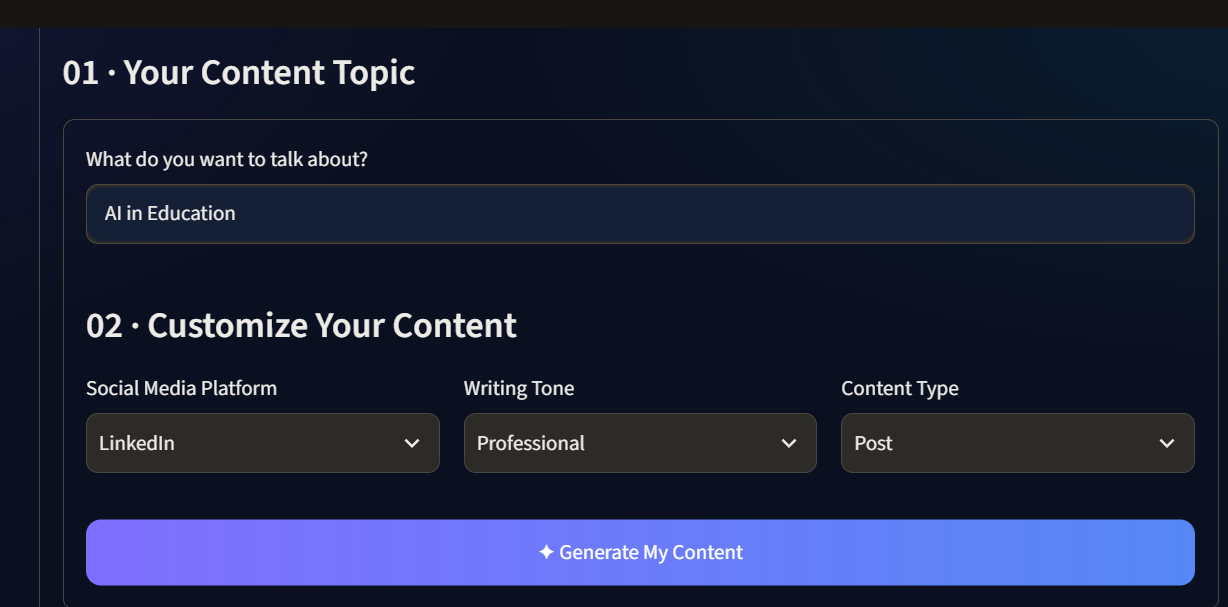 01 · Your Content Topic
What do you want to talk about?
AI in Education
02 · Customize Your Content
Social Media Platform
Writing Tone
Content Type
LinkedIn
Professional
Post
✦ Generate My Content